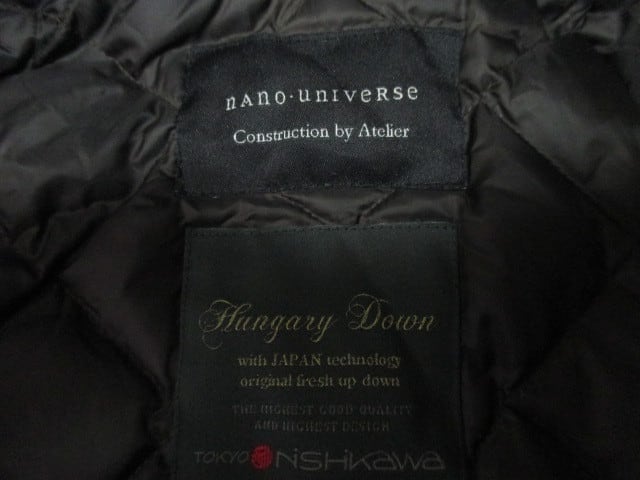 nano·universe
Construction by Atelier
Hungary Down
with JAPAN technology
original fresh up down
THE HIGHEST GOOD QUALITY
AND HIGHEST DESIGN
TOKYO NiSHiKawa